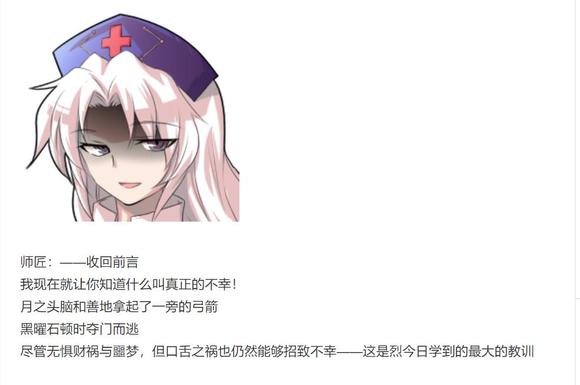 师匠：——收回前言
我现在就让你知道什么叫真正的不幸！
月之头脑和善地拿起了一旁的弓箭
黑曜石顿时夺门而逃
尽管无惧财祸与噩梦，但口舌之祸也仍然能够招致不幸——这是烈今日学到的最大的教训